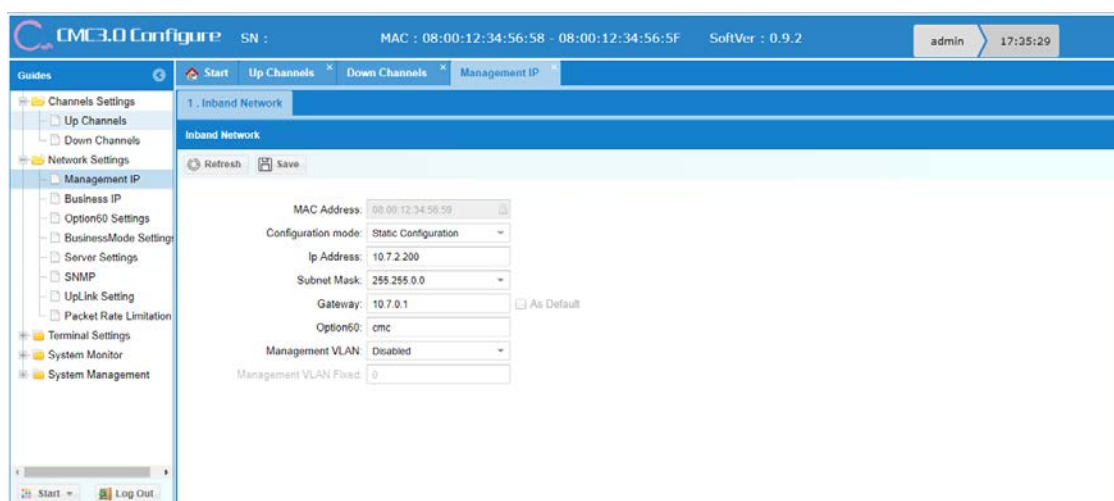 CMC3.0 Configure SN : MAC : 08:00:12:34:56:58 - 08:00:12:34:56:5F SoftVer : 0.9.2 admin 17:35:29
Guides
Start Up Channels Down Channels Management IP
Channels Settings
Up Channels
Down Channels
Network Settings
Management IP
Business IP
Option60 Settings
BusinessMode Settings
Server Settings
SNMP
UpLink Setting
Packet Rate Limitation
Terminal Settings
System Monitor
System Management
Start Log Out
1 . Inband Network
Inband Network
Refresh Save
MAC Address: 08:00:12:34:56:59
Configuration mode: Static Configuration
Ip Address: 10.7.2.200
Subnet Mask: 255.255.0.0
Gateway: 10.7.0.1 As Default
Option60: cmc
Management VLAN: Disabled
Management VLAN Fixed: 0